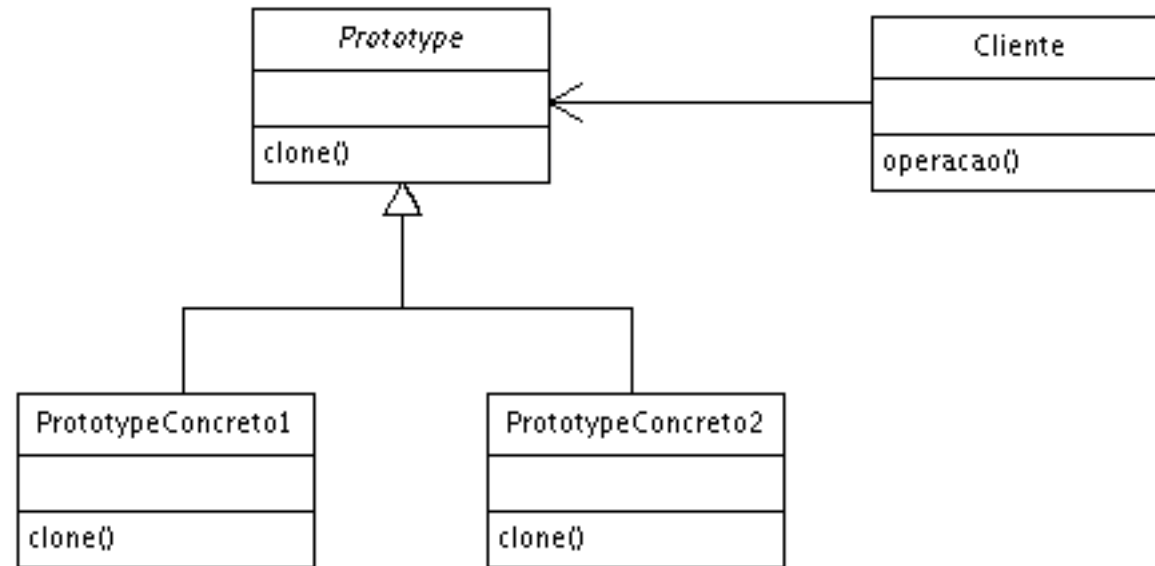 Prototype
clone()
Cliente
operacao()
PrototypeConcreto1
clone()
PrototypeConcreto2
clone()